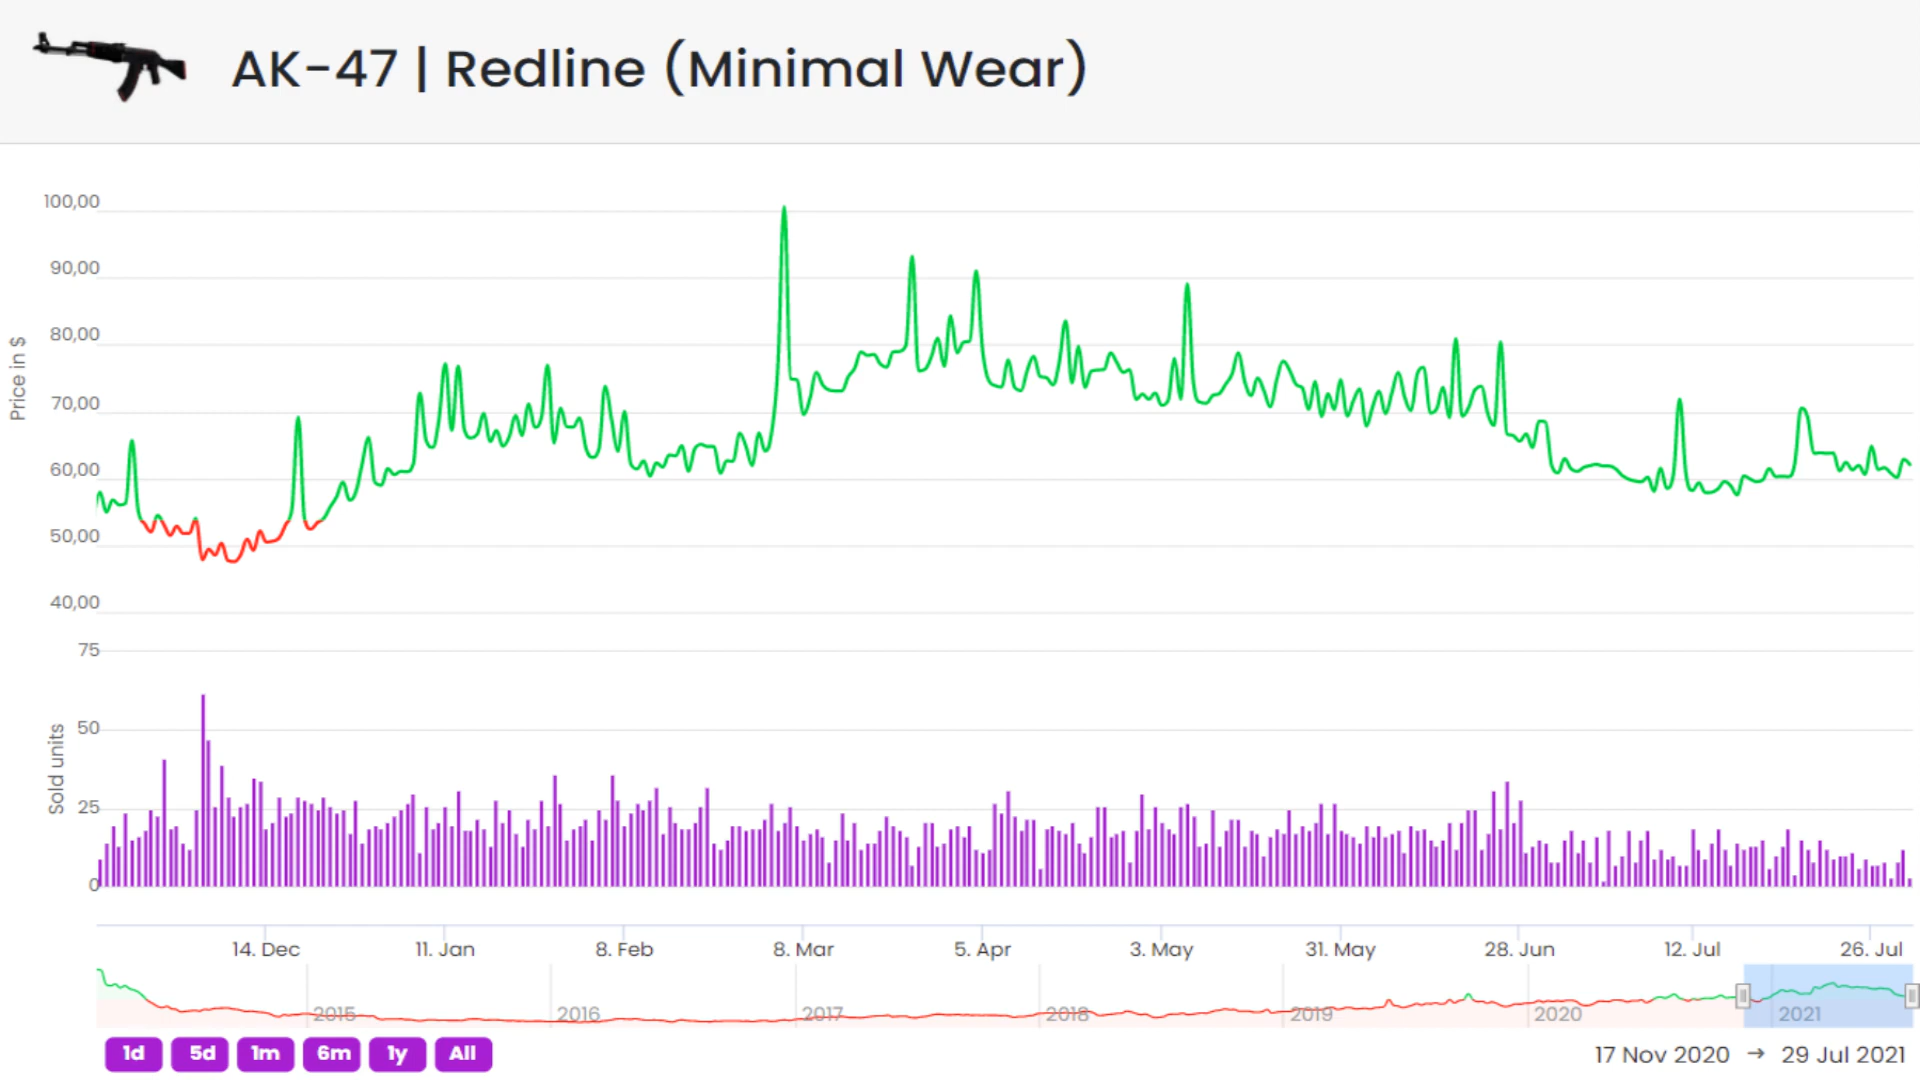 AK-47 | Redline (Minimal Wear)
100,00
90,00
80,00
70,00
60,00
50,00
40,00
Price in $
75
50
25
0
Sold units
14. Dec 11. Jan 8. Feb 8. Mar 5. Apr 3. May 31. May 28. Jun 12. Jul 26. Jul
2015 2016 2017 2018 2019 2020 2021
1d 5d 1m 6m 1y All
17 Nov 2020 → 29 Jul 2021